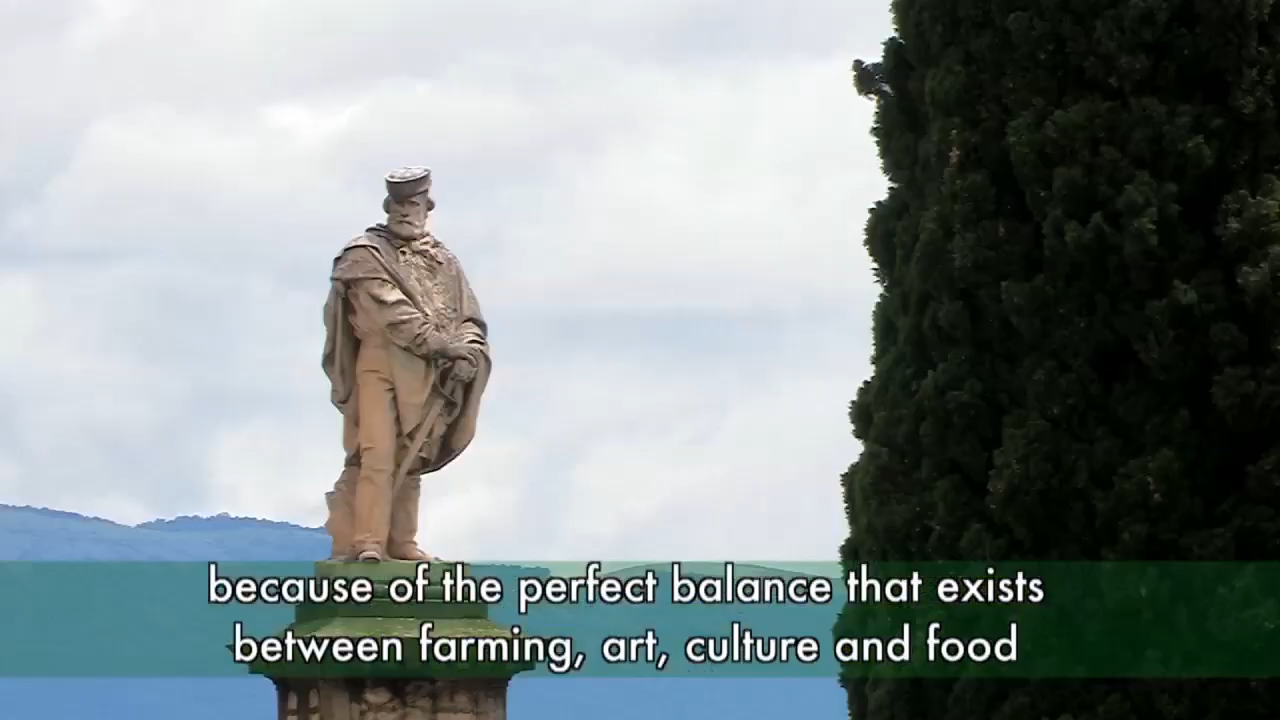 because of the perfect balance that exists
between farming, art, culture and food